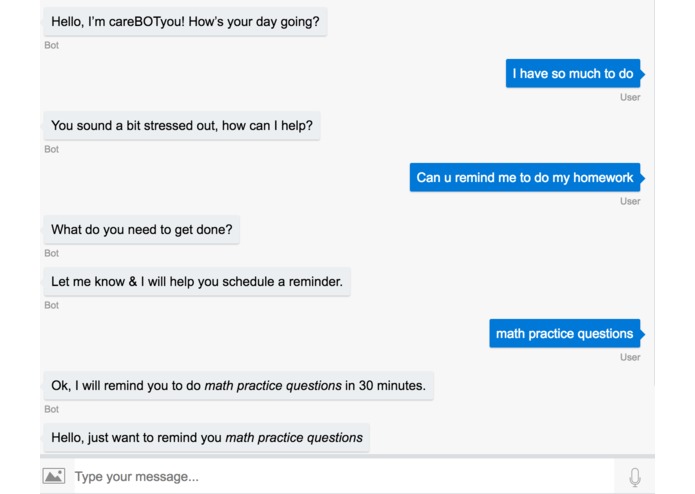 Hello, I'm careBOTyou! How's your day going?
Bot
I have so much to do
User
You sound a bit stressed out, how can I help?
Bot
Can u remind me to do my homework
User
What do you need to get done?
Bot
Let me know & I will help you schedule a reminder.
Bot
math practice questions
User
Ok, I will remind you to do math practice questions in 30 minutes.
Bot
Hello, just want to remind you math practice questions
Type your message...